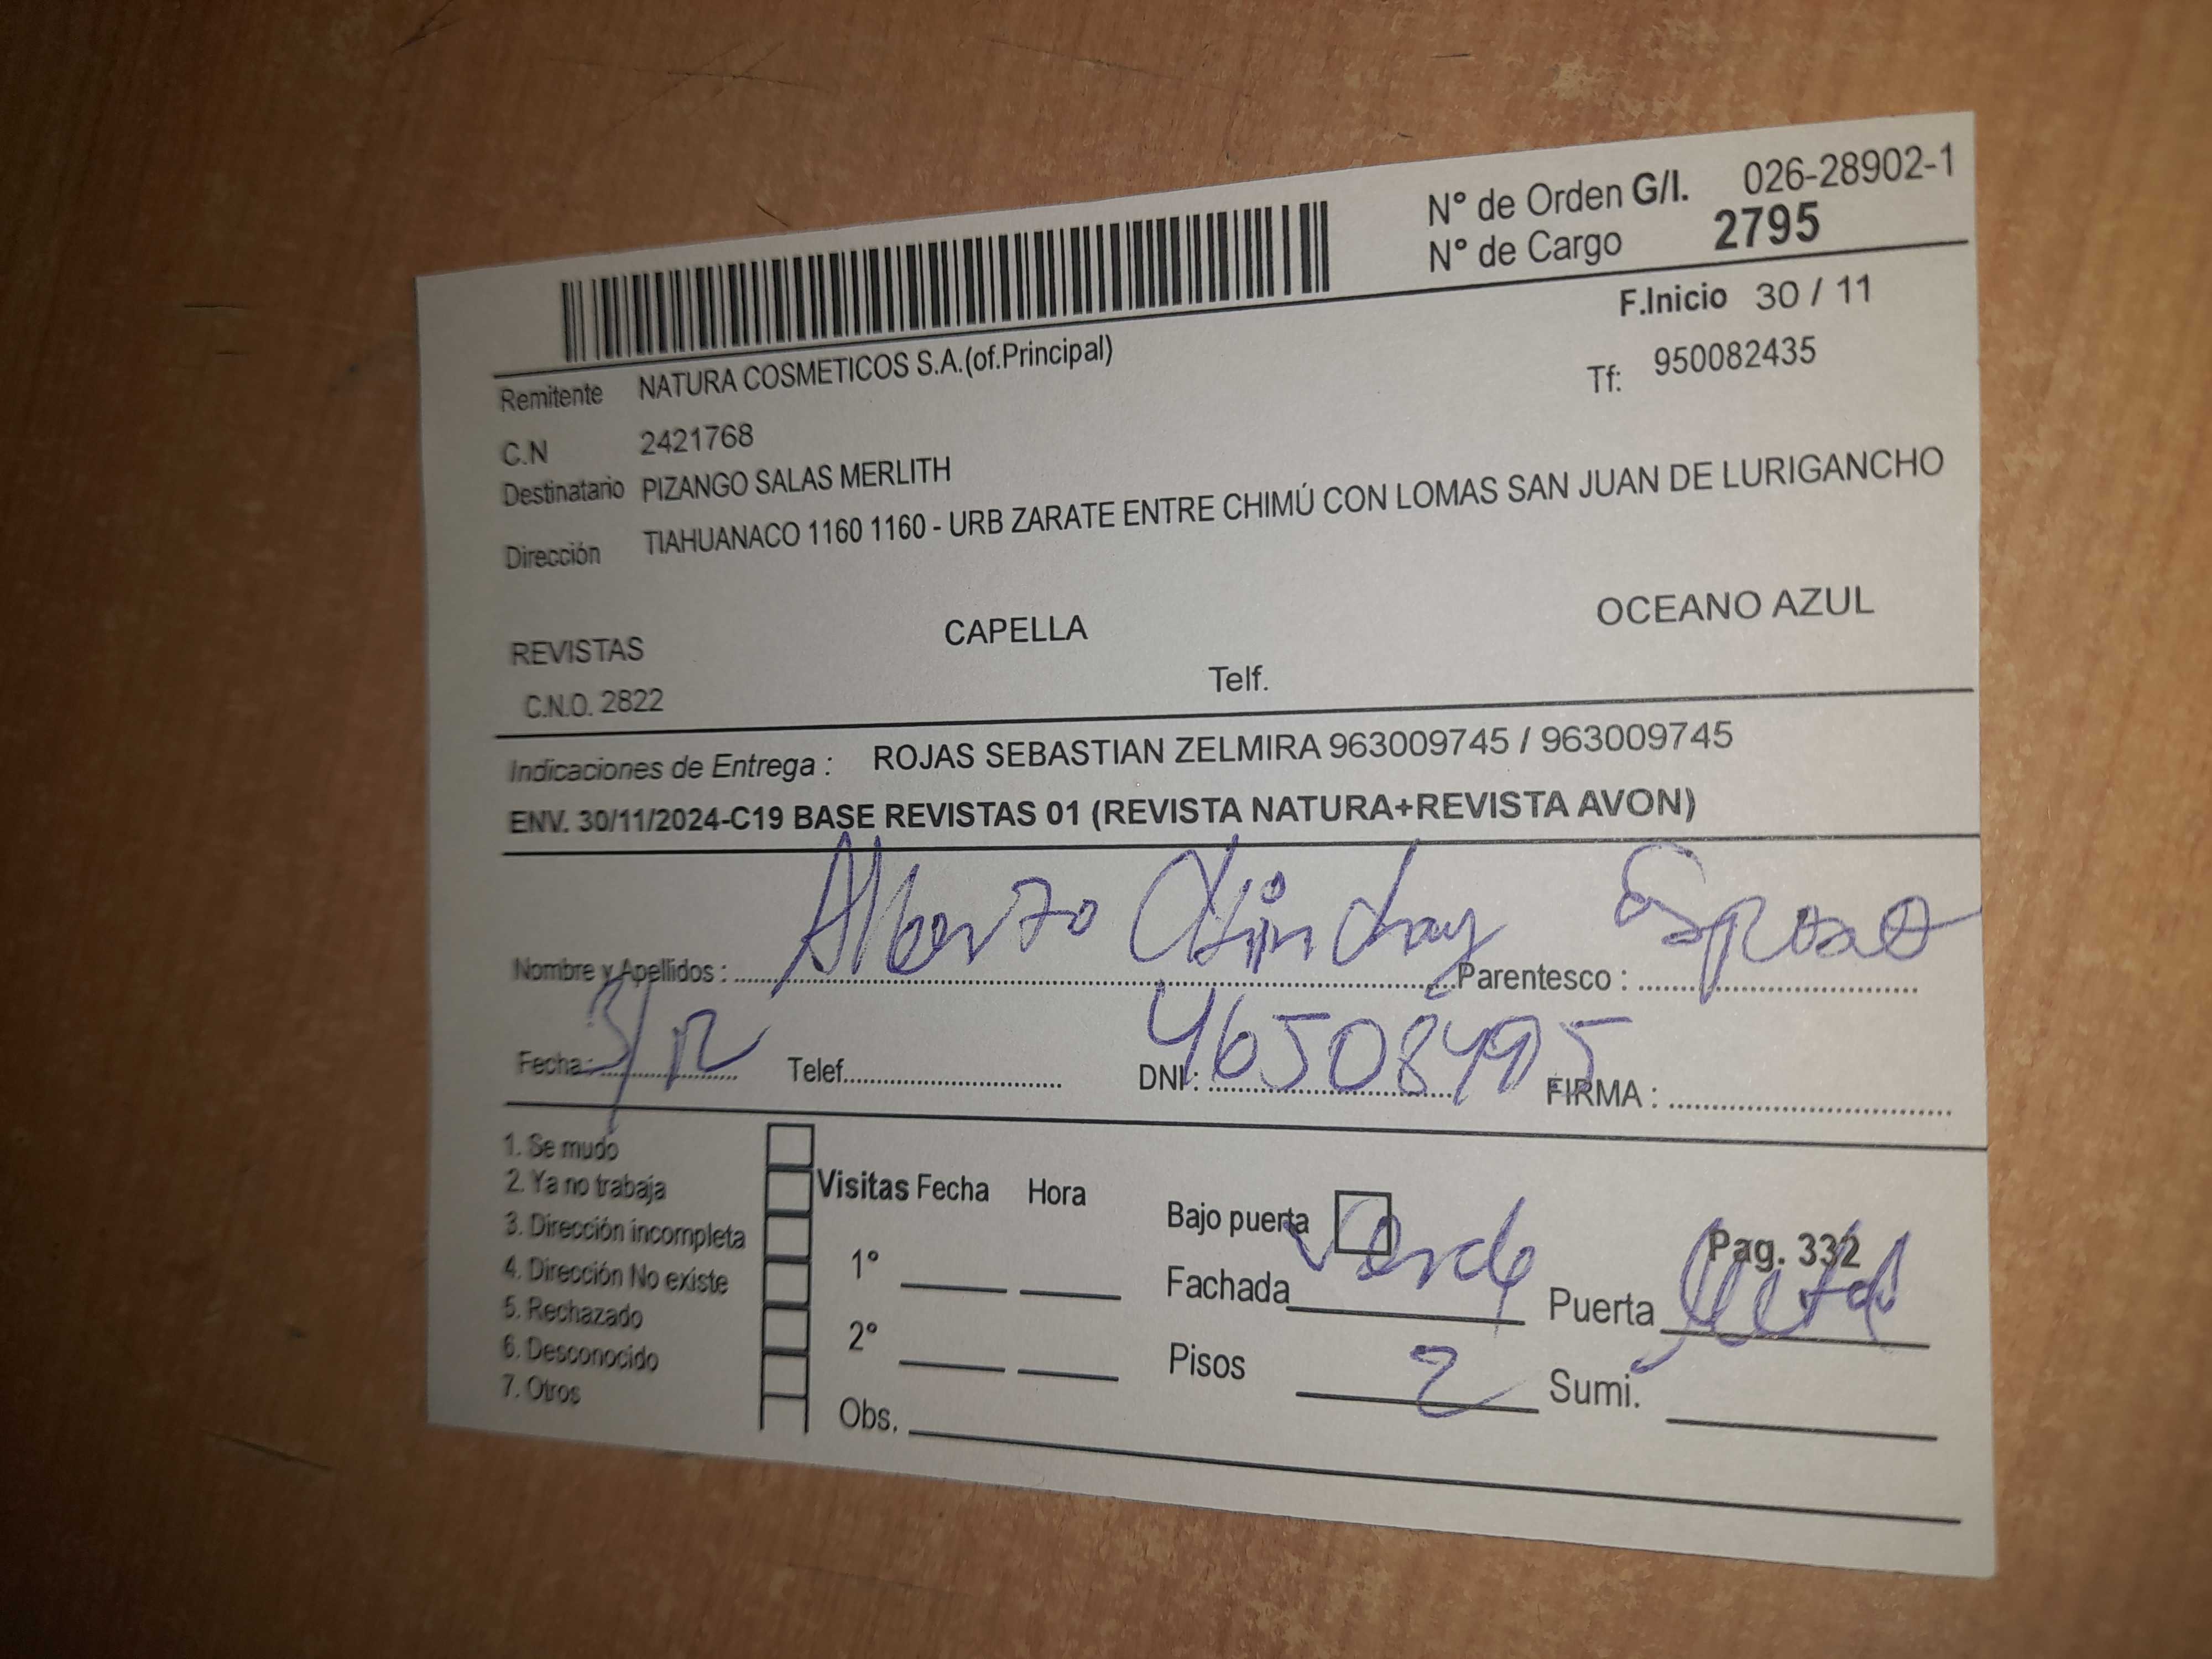 N° de Orden G/I. 026-28902-1
N° de Cargo 2795
F.Inicio 30 / 11
Remitente NATURA COSMETICOS S.A.(of.Principal)
Tf: 950082435
C.N 2421768
Destinatario PIZANGO SALAS MERLITH
Dirección TIAHUANACO 1160 1160 - URB ZARATE ENTRE CHIMÚ CON LOMAS SAN JUAN DE LURIGANCHO
REVISTAS CAPELLA OCEANO AZUL
C.N.O. 2822 Telf.
Indicaciones de Entrega : ROJAS SEBASTIAN ZELMIRA 963009745 / 963009745
ENV. 30/11/2024-C19 BASE REVISTAS 01 (REVISTA NATURA+REVISTA AVON)
Nombre y Apellidos : Alberto Chinchay Parentesco : Esposo
Fecha: 3/12 Telef. DNI : 46508495 FIRMA :
1. Se mudo
2. Ya no trabaja
3. Dirección incompleta
4. Dirección No existe
5. Rechazado
6. Desconocido
7. Otros
Visitas Fecha Hora
1°
2°
Obs.
Bajo puerta
Pag. 332
Fachada Verde Puerta Metal
Pisos 2 Sumi.